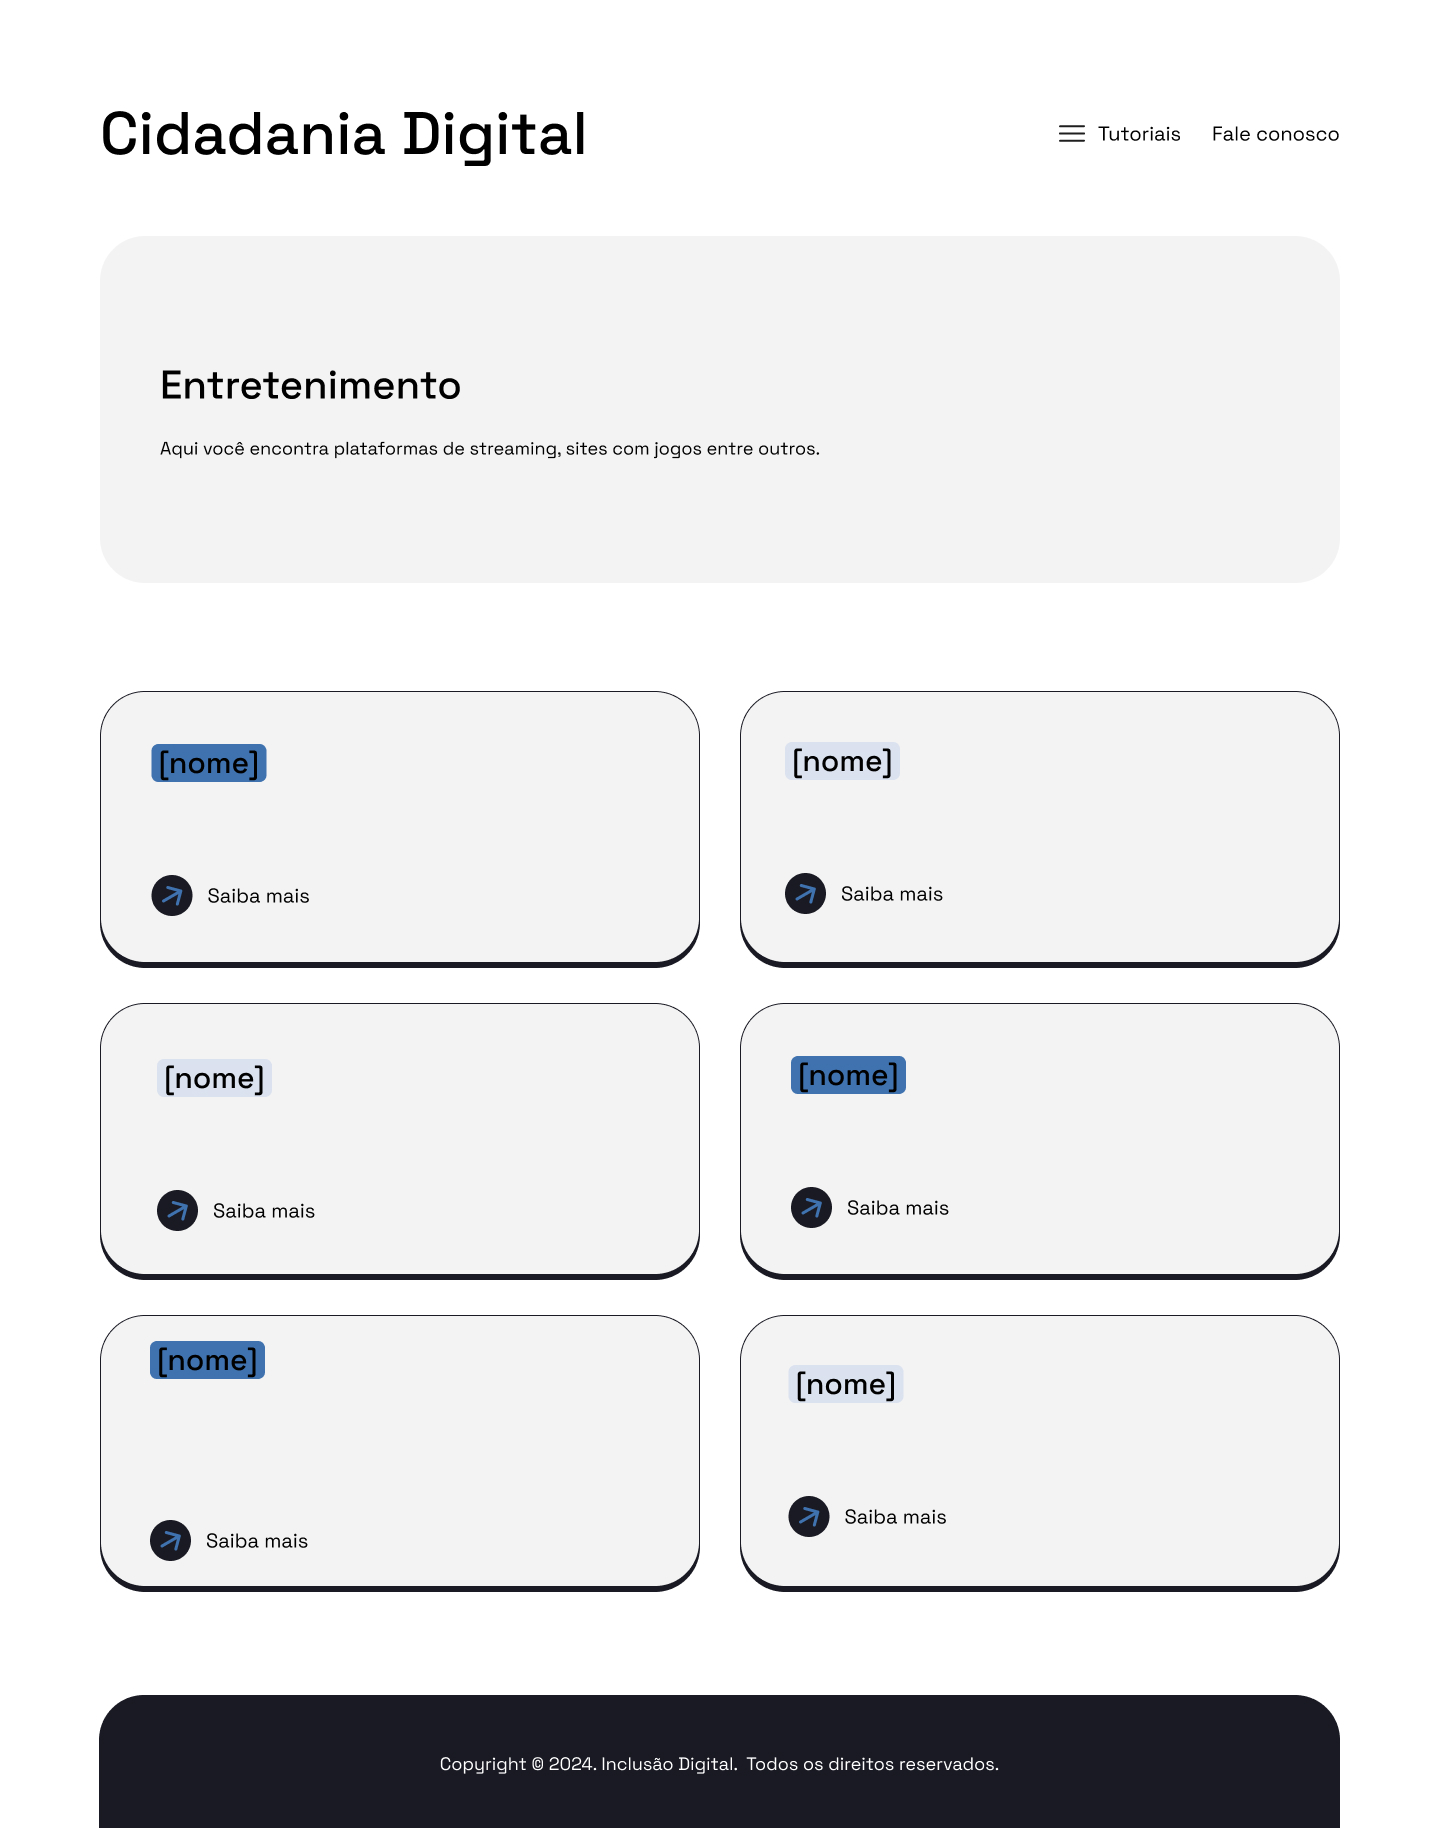 Cidadania Digital
Tutoriais
Fale conosco
Entretenimento
Aqui você encontra plataformas de streaming, sites com jogos entre outros.
[nome]
Saiba mais
[nome]
Saiba mais
[nome]
Saiba mais
[nome]
Saiba mais
[nome]
Saiba mais
[nome]
Saiba mais
Copyright © 2024. Inclusão Digital.  Todos os direitos reservados.